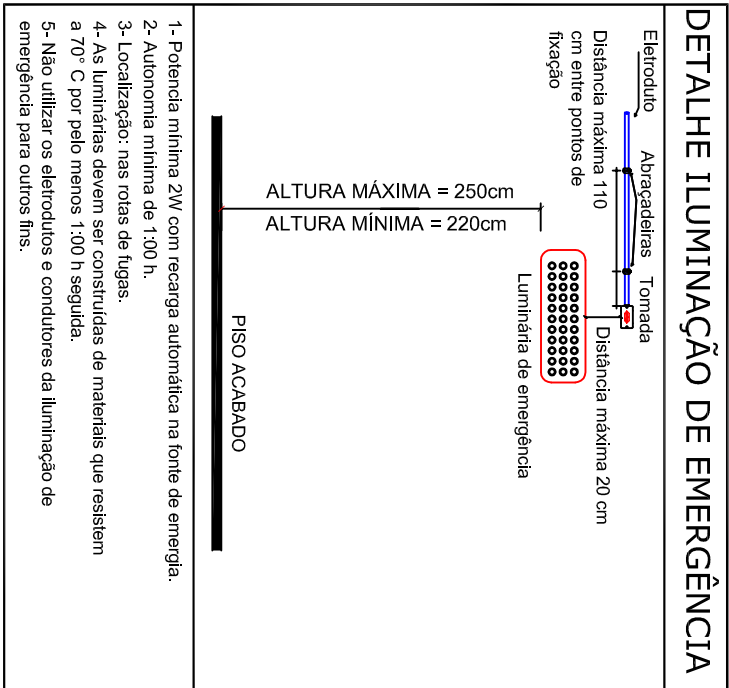 DETALHE ILUMINAÇÃO DE EMERGÊNCIA
Eletroduto
Abraçadeiras
Tomada
Distância máxima 110
cm entre pontos de
fixação
Distância máxima 20 cm
Luminária de emergência
ALTURA MÁXIMA = 250cm
ALTURA MÍNIMA = 220cm
PISO ACABADO
1- Potencia mínima 2W com recarga automática na fonte de emergia.
2- Autonomia mínima de 1:00 h.
3- Localização: nas rotas de fugas.
4- As luminárias devem ser construídas de materiais que resistem
a 70° C por pelo menos 1:00 h seguida.
5- Não utilizar os eletrodutos e condutores da iluminação de
emergência para outros fins.